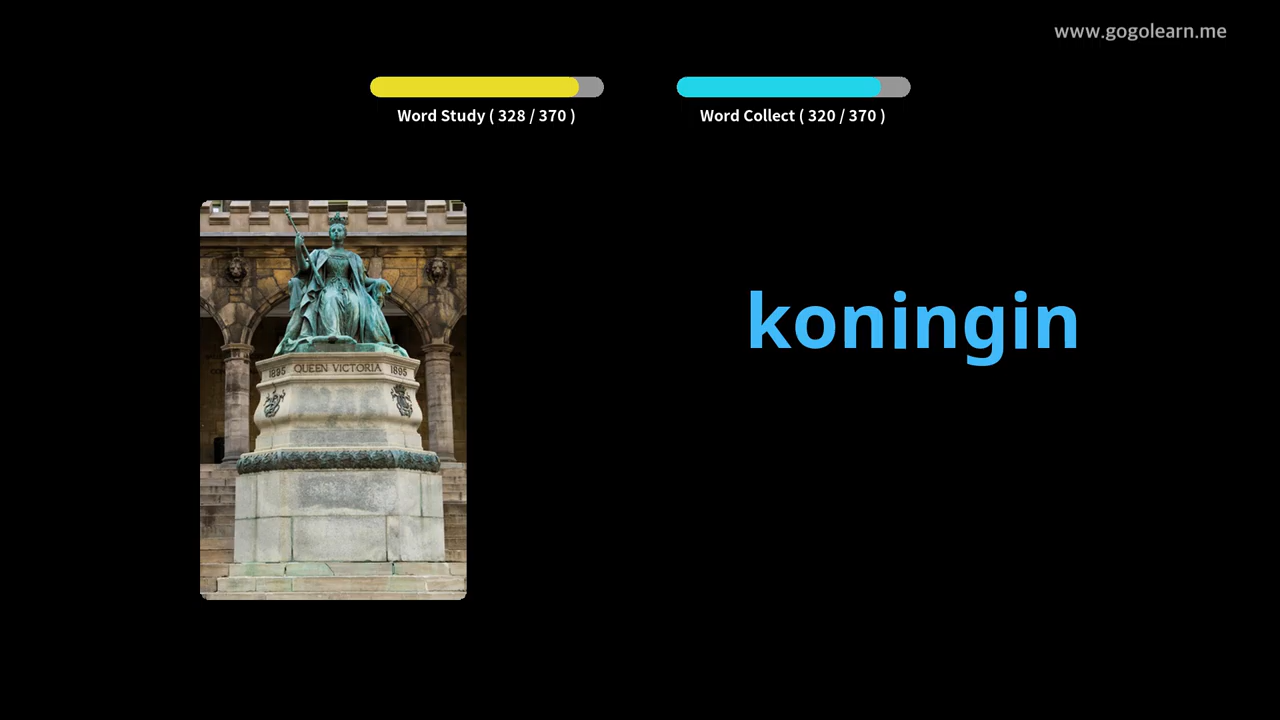 www.gogolearn.me
Word Study ( 328 / 370 )
Word Collect ( 320 / 370 )
koningin
1895 QUEEN VICTORIA 1895